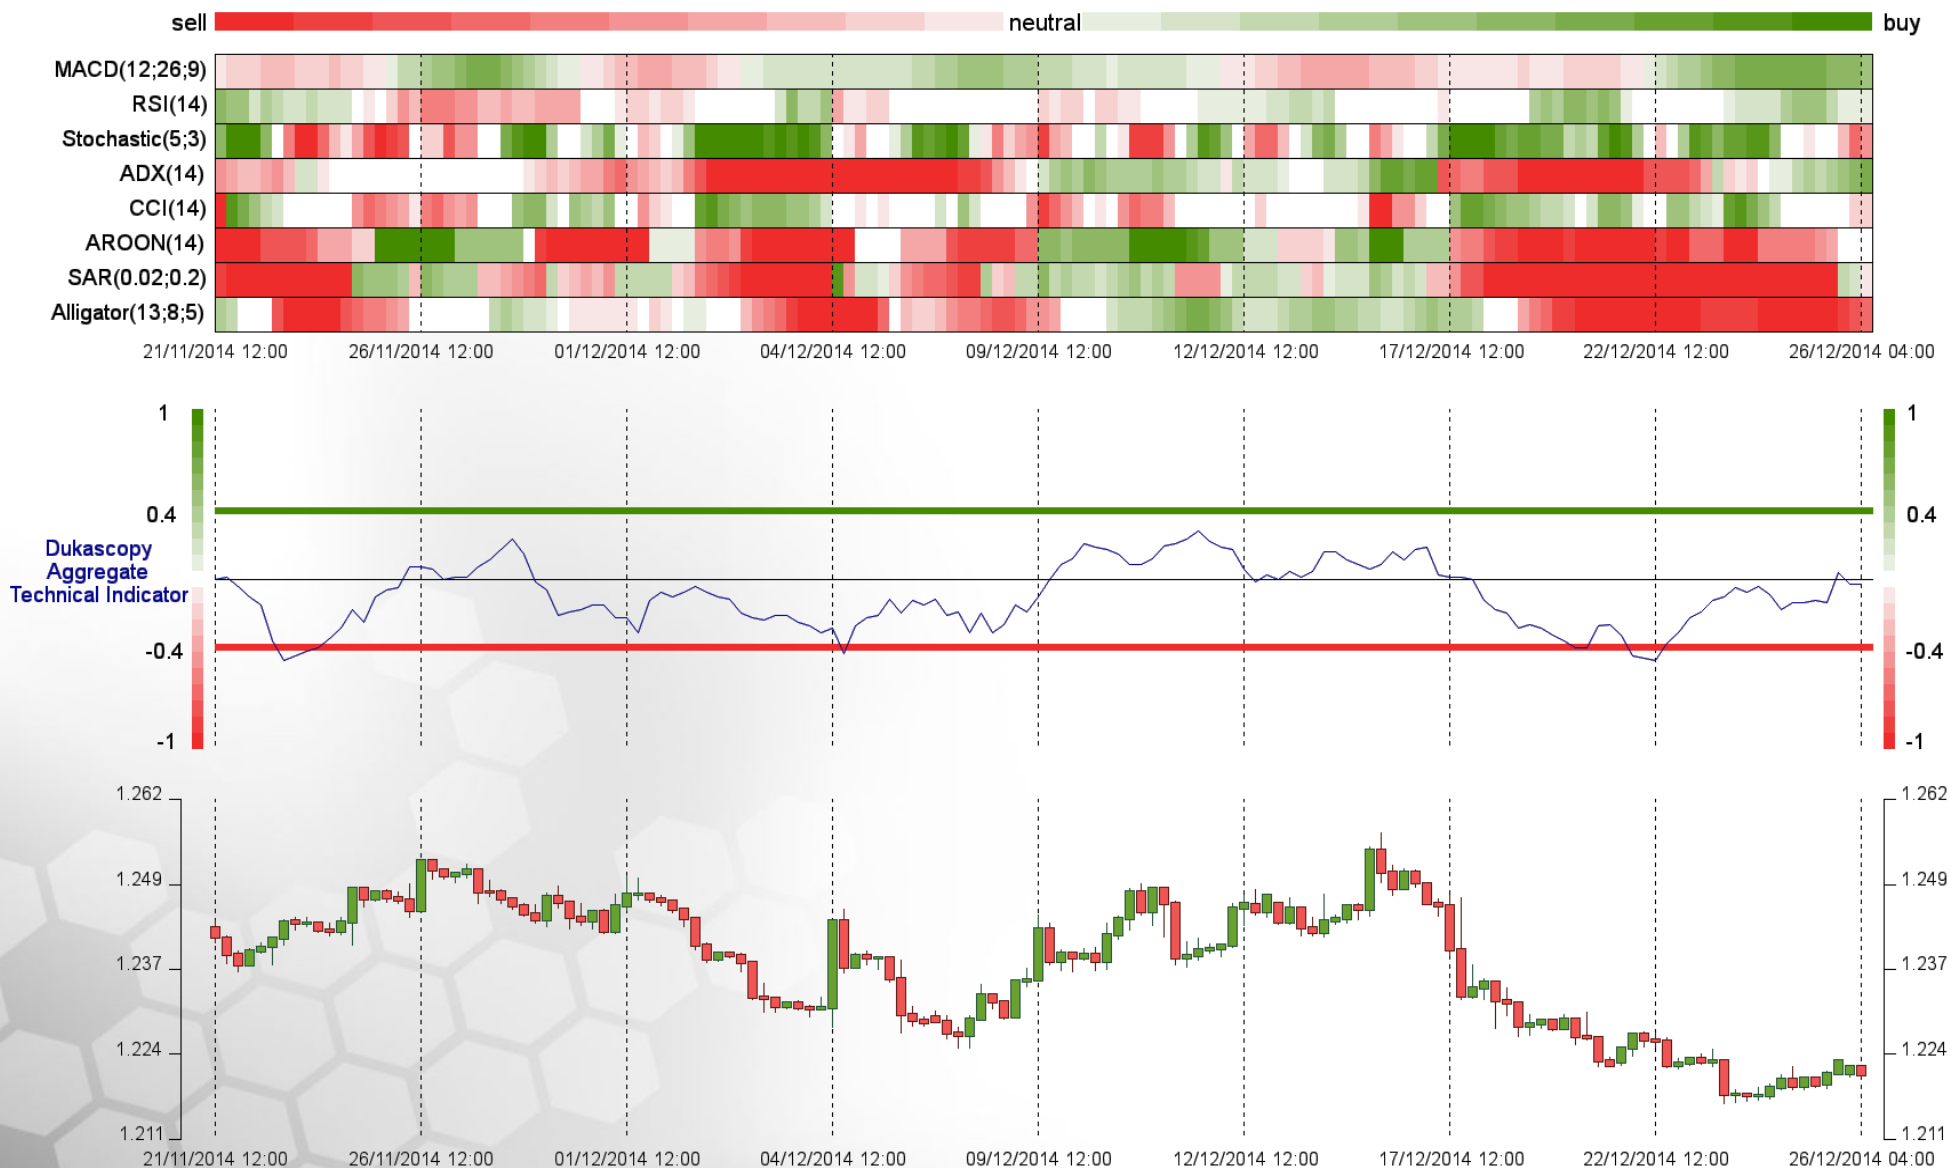 sell neutral buy
MACD(12;26;9)
RSI(14)
Stochastic(5;3)
ADX(14)
CCI(14)
AROON(14)
SAR(0.02;0.2)
Alligator(13;8;5)
21/11/2014 12:00 26/11/2014 12:00 01/12/2014 12:00 04/12/2014 12:00 09/12/2014 12:00 12/12/2014 12:00 17/12/2014 12:00 22/12/2014 12:00 26/12/2014 04:00
1 1
0.4 0.4
Dukascopy
Aggregate
Technical Indicator
-0.4 -0.4
-1 -1
1.262 1.262
1.249 1.249
1.237 1.237
1.224 1.224
1.211 1.211
21/11/2014 12:00 26/11/2014 12:00 01/12/2014 12:00 04/12/2014 12:00 09/12/2014 12:00 12/12/2014 12:00 17/12/2014 12:00 22/12/2014 12:00 26/12/2014 04:00